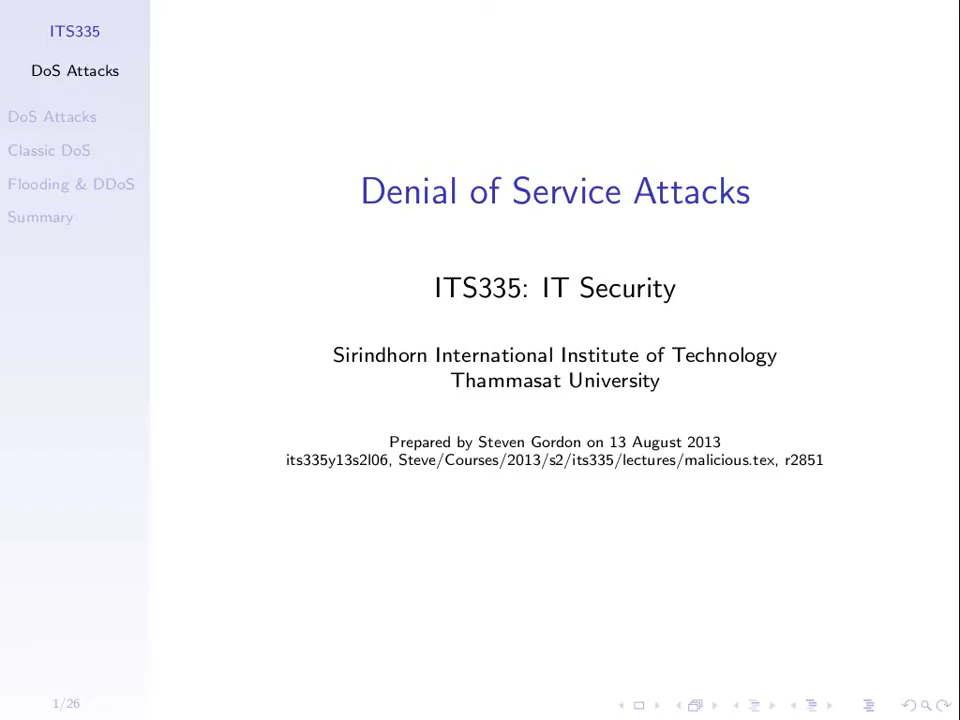 ITS335
DoS Attacks
DoS Attacks
Classic DoS
Flooding & DDoS
Summary
Denial of Service Attacks
ITS335: IT Security
Sirindhorn International Institute of Technology
Thammasat University
Prepared by Steven Gordon on 13 August 2013
its335y13s2l06, Steve/Courses/2013/s2/its335/lectures/malicious.tex, r2851
1/26